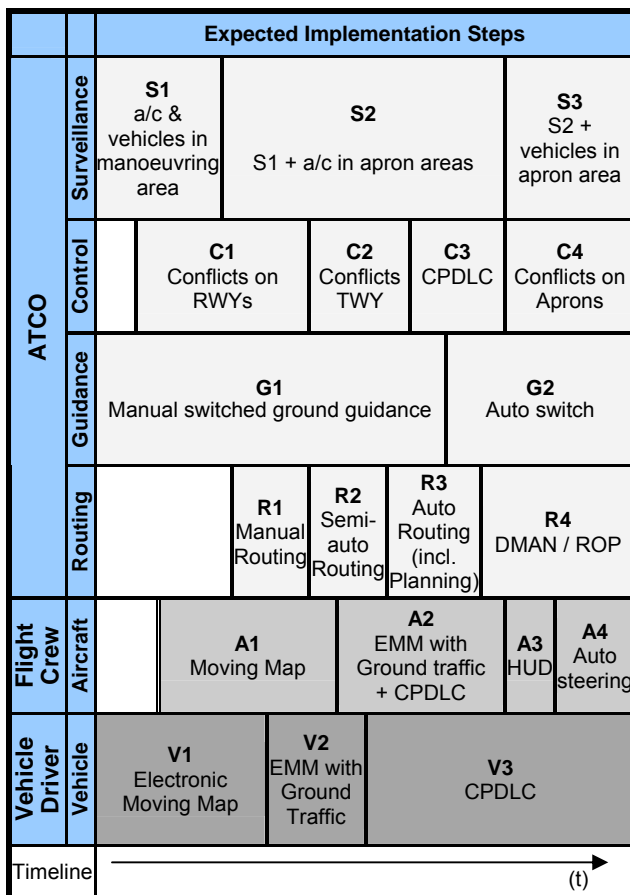 Expected Implementation Steps
ATCO
Surveillance
S1
a/c &
vehicles in
manoeuvring
area
S2
S1 + a/c in apron areas
S3
S2 +
vehicles in
apron area
Control
C1
Conflicts on
RWYs
C2
Conflicts
TWY
C3
CPDLC
C4
Conflicts on
Aprons
Guidance
G1
Manual switched ground guidance
G2
Auto switch
Routing
R1
Manual
Routing
R2
Semi-
auto
Routing
R3
Auto
Routing
(incl.
Planning)
R4
DMAN / ROP
Flight
Crew
Aircraft
A1
Moving Map
A2
EMM with
Ground traffic
+ CPDLC
A3
HUD
A4
Auto
steering
Vehicle
Driver
Vehicle
V1
Electronic
Moving Map
V2
EMM with
Ground
Traffic
V3
CPDLC
Timeline
(t)